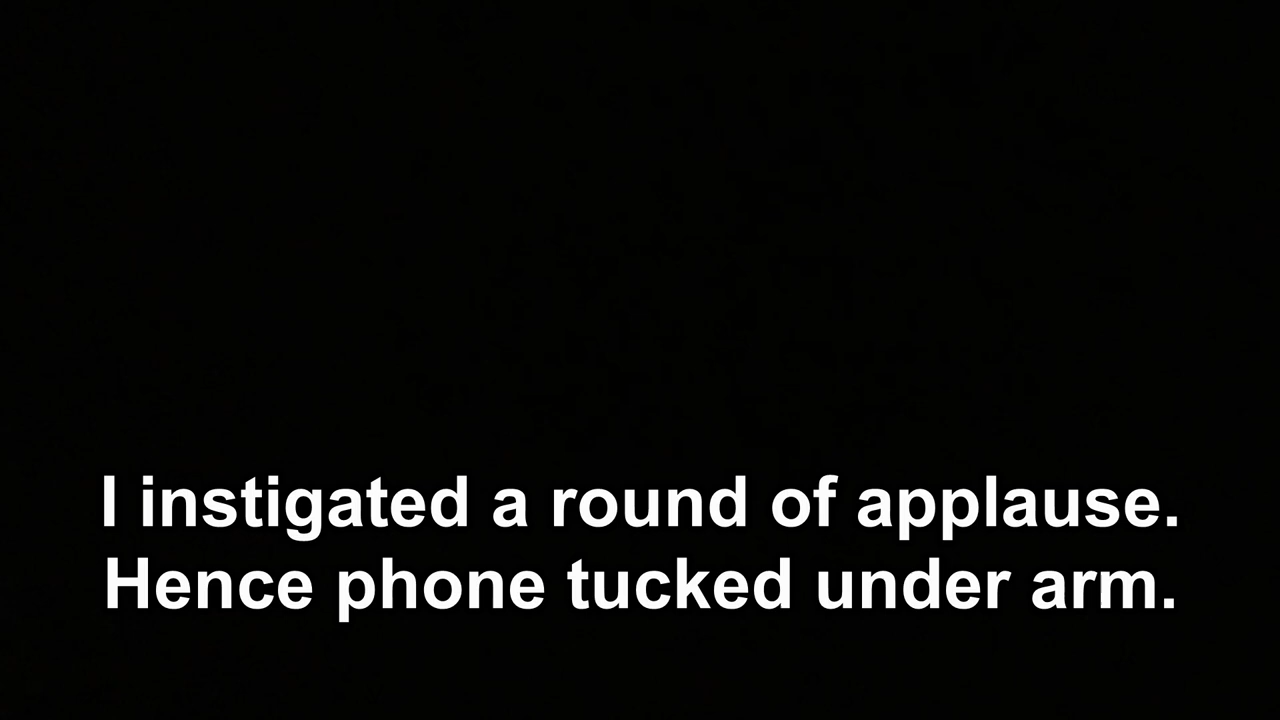 I instigated a round of applause.
Hence phone tucked under arm.